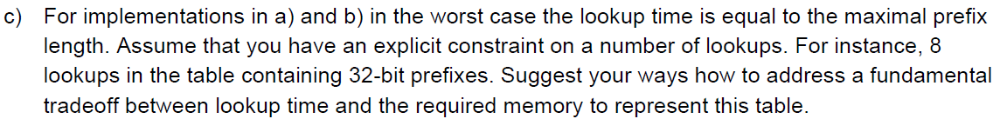 c) For implementations in a) and b) in the worst case the lookup time is equal to the maximal prefix
length. Assume that you have an explicit constraint on a number of lookups. For instance, 8
lookups in the table containing 32-bit prefixes. Suggest your ways how to address a fundamental
tradeoff between lookup time and the required memory to represent this table.